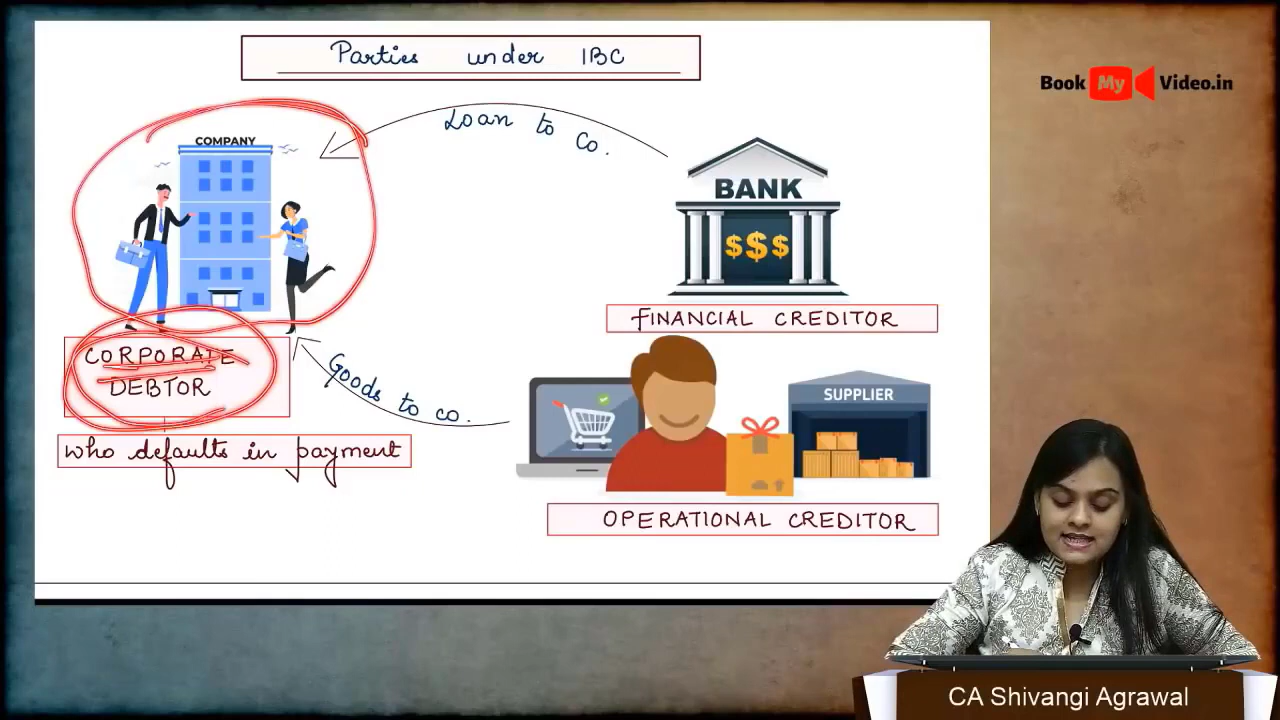 Parties under IBC
Book My Video.in
COMPANY
Loan to Co.
BANK
$$$
FINANCIAL CREDITOR
CORPORATE
DEBTOR
Goods to co.
SUPPLIER
who defaults in payment
OPERATIONAL CREDITOR
CA Shivangi Agrawal